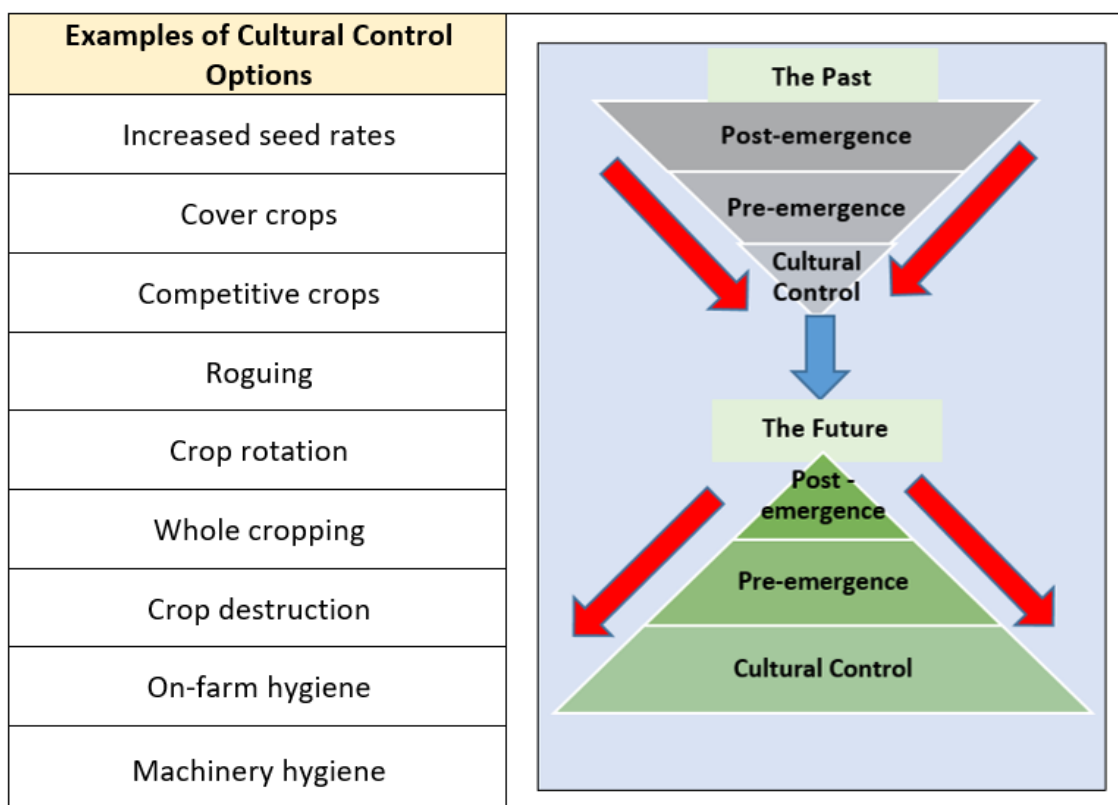 Examples of Cultural Control
Options
Increased seed rates
Cover crops
Competitive crops
Roguing
Crop rotation
Whole cropping
Crop destruction
On-farm hygiene
Machinery hygiene
The Past
Post-emergence
Pre-emergence
Cultural
Control
The Future
Post -
emergence
Pre-emergence
Cultural Control